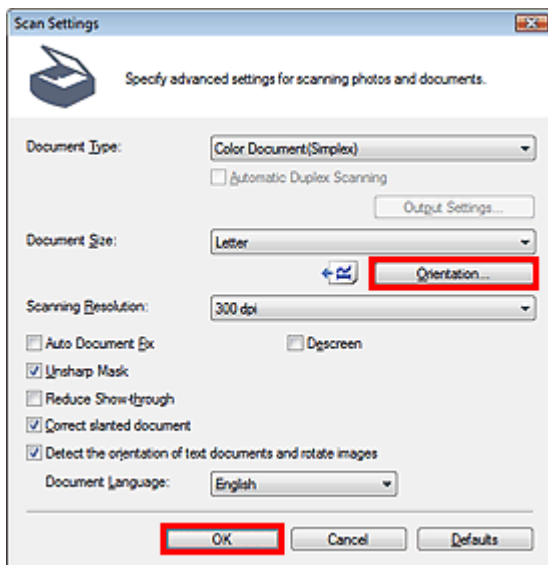 Scan Settings
Specify advanced settings for scanning photos and documents.
Document Type: Color Document(Simplex)
Automatic Duplex Scanning
Output Settings...
Document Size: Letter
Orientation...
Scanning Resolution: 300 dpi
Auto Document Fix Descreen
Unsharp Mask
Reduce Show-through
Correct slanted document
Detect the orientation of text documents and rotate images
Document Language: English
OK Cancel Defaults